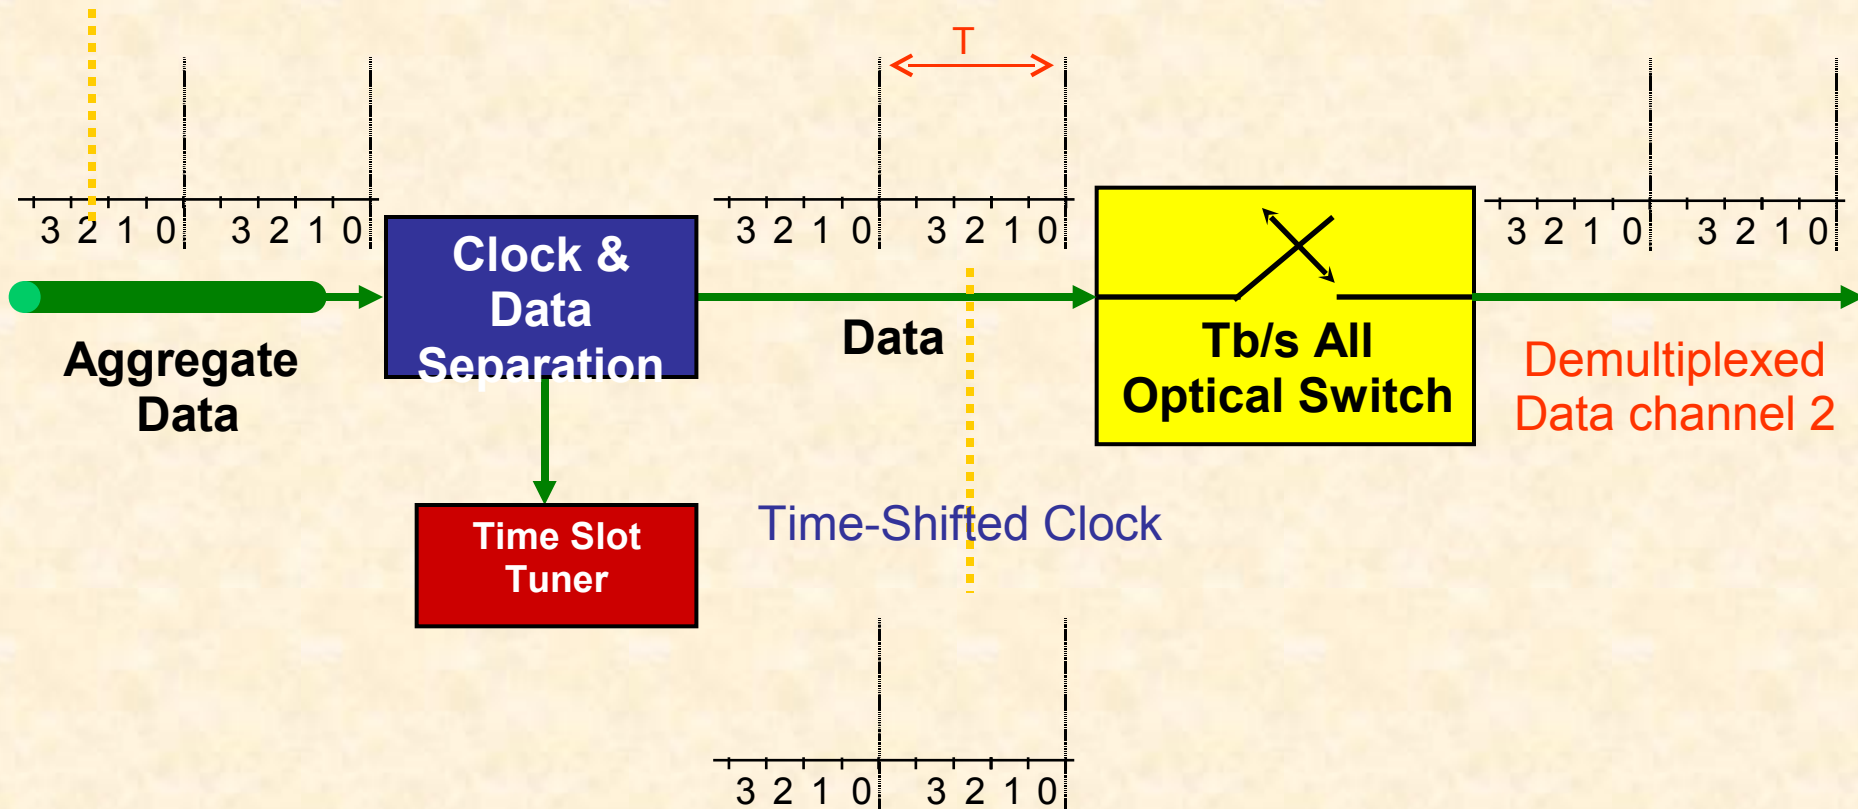 T
3 2 1 0 3 2 1 0
3 2 1 0 3 2 1 0
3 2 1 0 3 2 1 0
Clock &
Data
Separation
Aggregate
Data
Data
Tb/s All
Optical Switch
Demultiplexed
Data channel 2
Time Slot
Tuner
Time-Shifted Clock
3 2 1 0 3 2 1 0